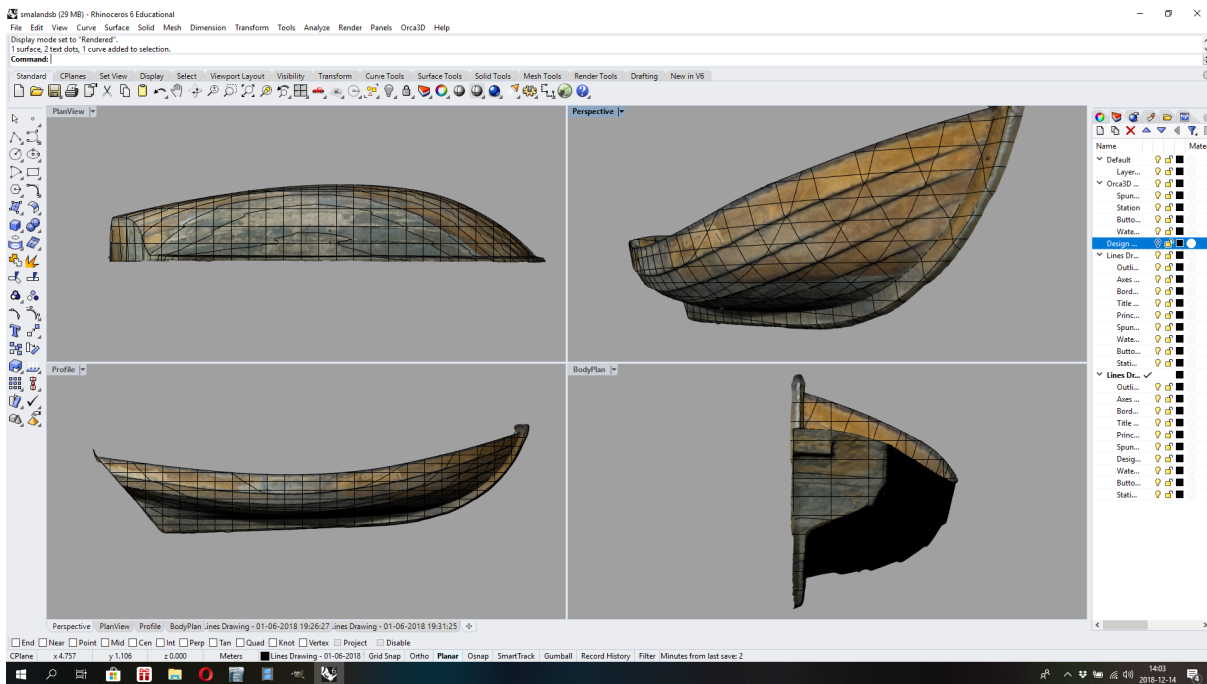 smalandsb (29 MB) - Rhinoceros 6 Educational
File Edit View Curve Surface Solid Mesh Dimension Transform Tools Analyze Render Panels Orca3D Help
Display mode set to "Rendered".
1 surface, 2 text dots, 1 curve added to selection.
Command:
Standard CPlanes Set View Display Select Viewport Layout Visibility Transform Curve Tools Surface Tools Solid Tools Mesh Tools Render Tools Drafting New in V6
PlanView
Perspective
Profile
BodyPlan
Name Mate
Default
Layer...
Orca3D ...
Spun...
Station
Butto...
Wate...
Design ...
Lines Dr...
Outli...
Axes ...
Bord...
Title ...
Princ...
Spun...
Wate...
Butto...
Stati...
Lines Dr...
Outli...
Axes ...
Bord...
Title ...
Princ...
Spun...
Desig...
Wate...
Butto...
Stati...
Perspective PlanView Profile BodyPlan .ines Drawing - 01-06-2018 19:26:27 .ines Drawing - 01-06-2018 19:31:25
End Near Point Mid Cen Int Perp Tan Quad Knot Vertex Project Disable
CPlane x 4.757 y 1.106 z 0.000 Meters Lines Drawing - 01-06-2018 Grid Snap Ortho Planar Osnap SmartTrack Gumball Record History Filter Minutes from last save: 2
14:03
2018-12-14